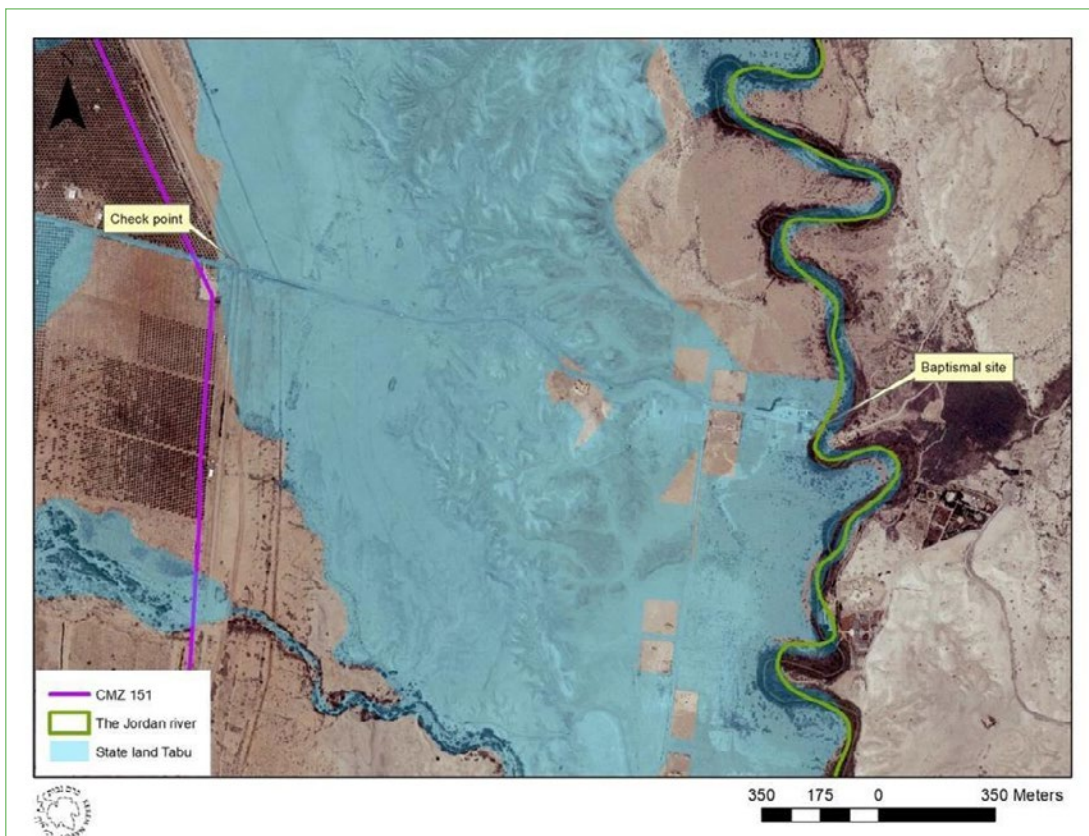 N
Check point
Baptismal site
CMZ 151
The Jordan river
State land Tabu
350 175 0 350 Meters